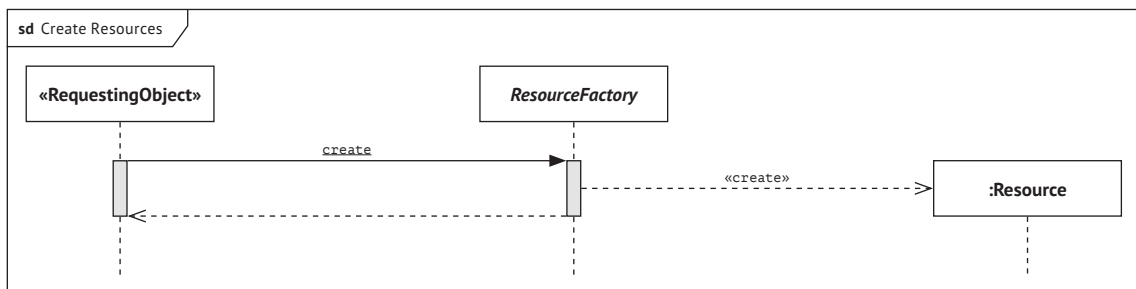 sd Create Resources
«RequestingObject»
ResourceFactory
create
«create»
:Resource